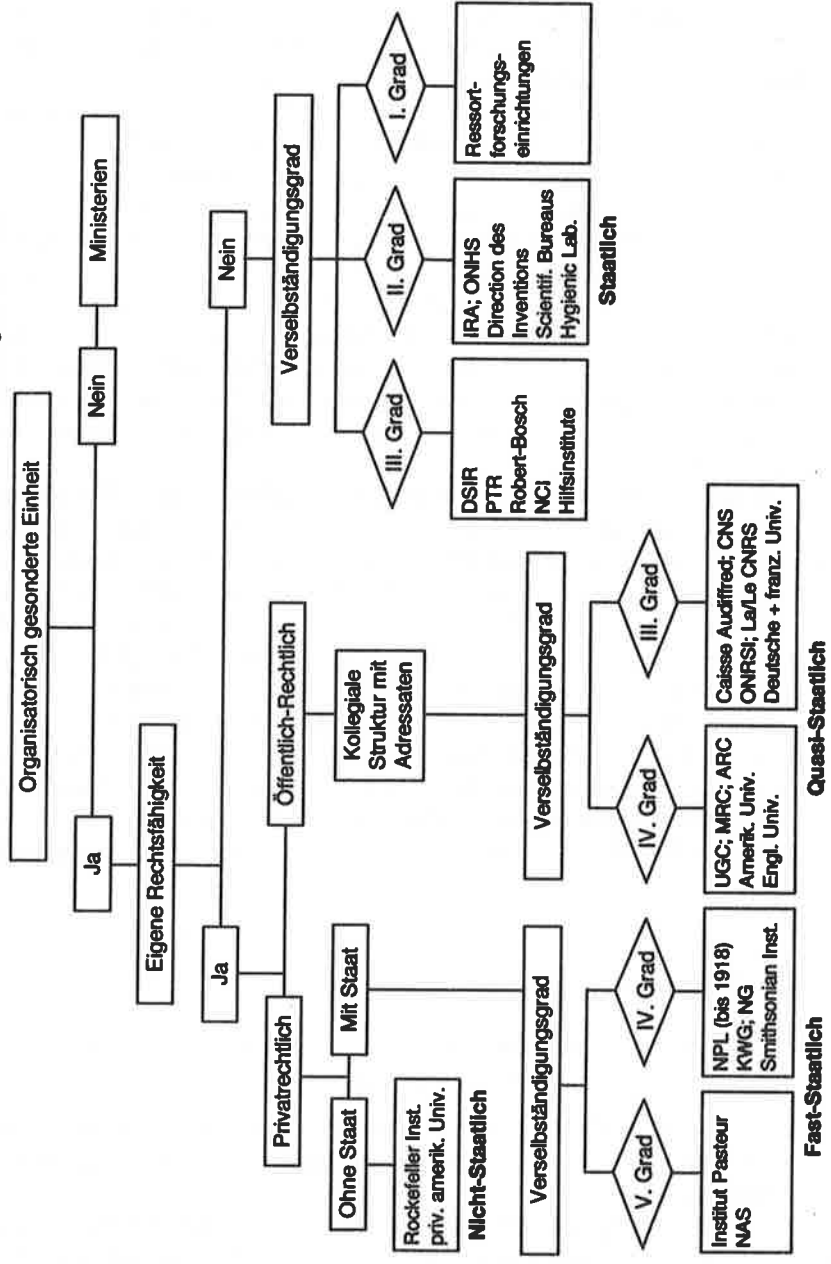 Organisatorisch gesonderte Einheit
Ja
Nein
Ministerien
Eigene Rechtsfähigkeit
Ja
Nein
Privatrechtlich
Öffentlich-Rechtlich
Verselbständigungsgrad
Ohne Staat
Mit Staat
Kollegiale
Struktur mit
Adressaten
III. Grad
II. Grad
I. Grad
Rockefeller Inst.
priv. amerik. Univ.
Nicht-Staatlich
DSIR
PTR
Robert-Bosch
NCI
Hilfsinstitute
IRA; ONHS
Direction des
Inventions
Scientif. Bureaus
Hygienic Lab.
Ressort-
forschungs-
einrichtungen
Staatlich
Verselbständigungsgrad
Verselbständigungsgrad
V. Grad
IV. Grad
IV. Grad
III. Grad
Institut Pasteur
NAS
NPL (bis 1918)
KWG; NG
Smithsonian Inst.
UGC; MRC; ARC
Amerik. Univ.
Engl. Univ.
Caisse Audiffred; CNS
ONRSI; La/Le CNRS
Deutsche + franz. Univ.
Fast-Staatlich
Quasi-Staatlich